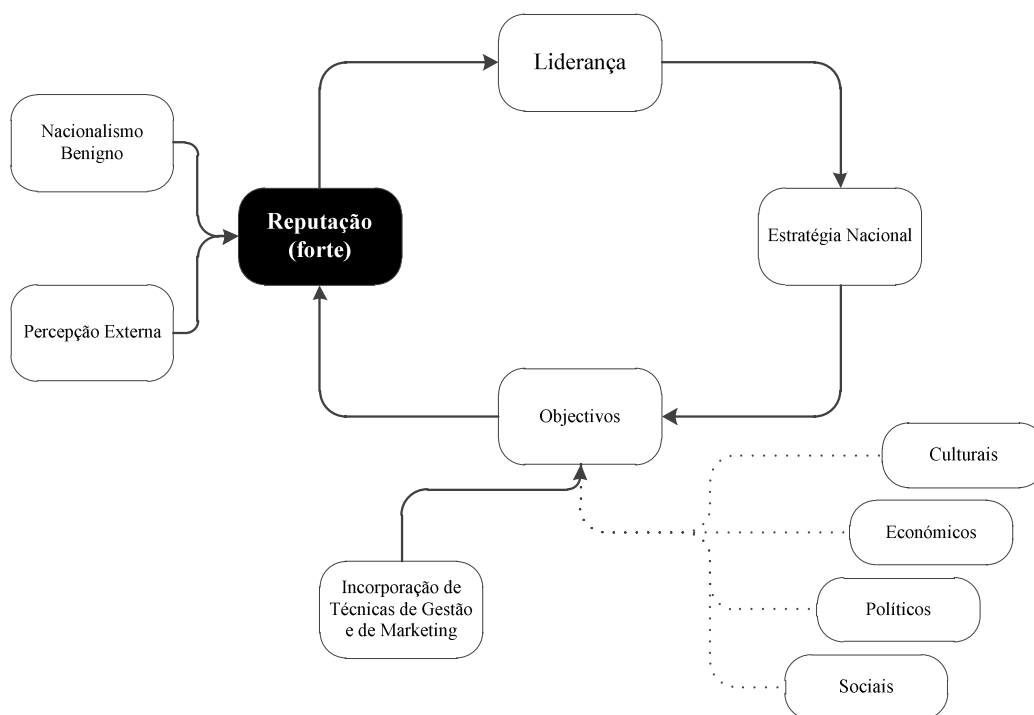 Liderança
Nacionalismo
Benigno
Reputação
(forte)
Estratégia Nacional
Percepção Externa
Objectivos
Culturais
Económicos
Incorporação de
Técnicas de Gestão
e de Marketing
Políticos
Sociais